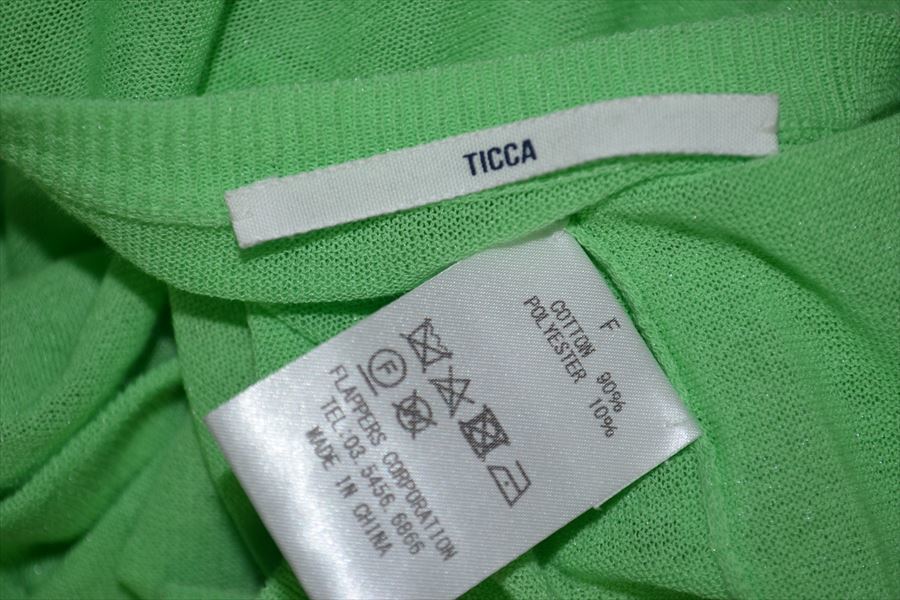 TICCA
F
COTTON 90%
POLYESTER 10%
F
FLAPPERS CORPORATION
TEL:03.5456.6866
MADE IN CHINA